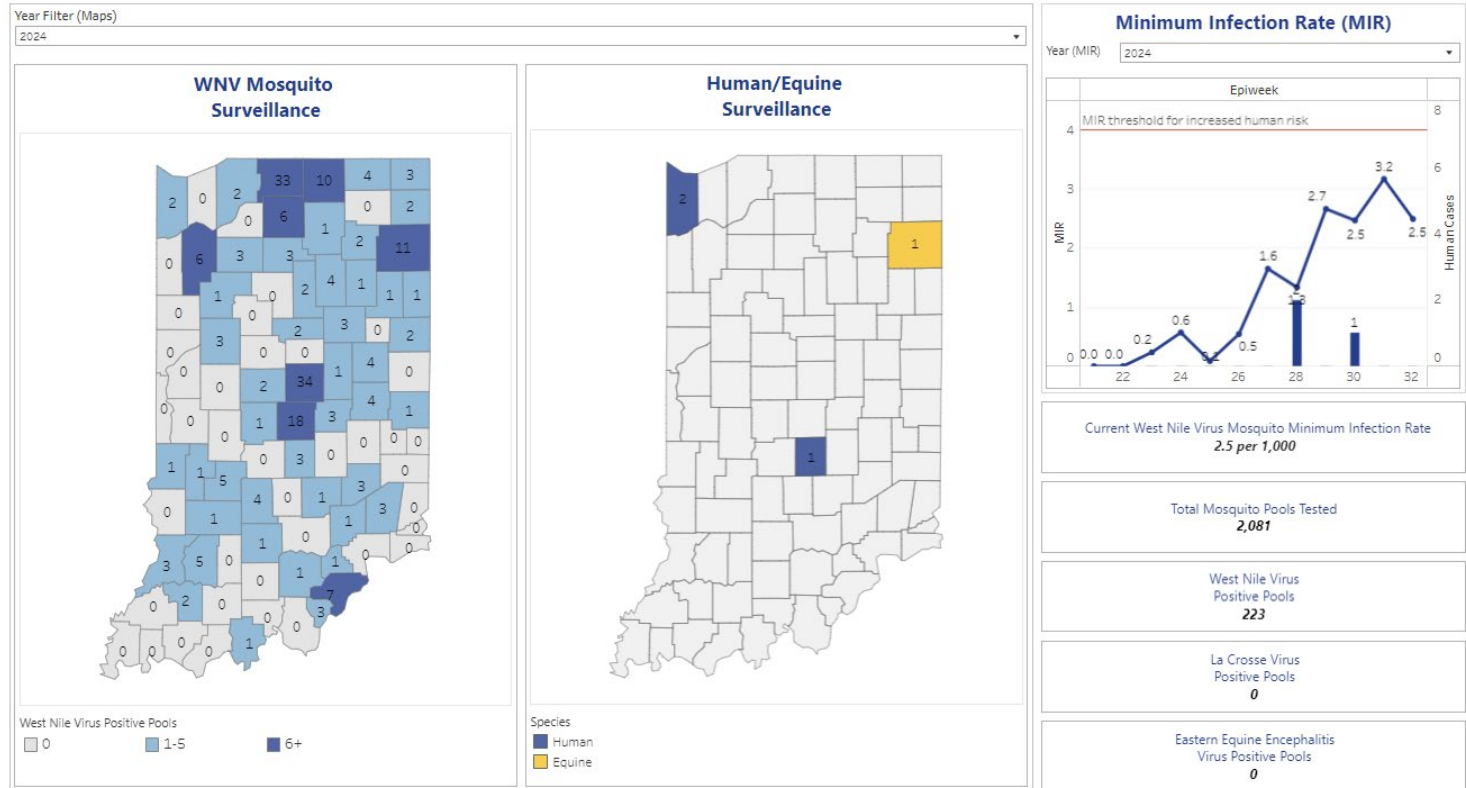 Year Filter (Maps)
2024
WNV Mosquito
Surveillance
2 0 2 33 10 4 3
0 6 0 2
1
0 6 3 3 2 11
1 0 2 4 1 1 1
0 0
3 2 3 0 2
0 0 0
0 0 2 34 1 4 0
0 0 0 1 18 3 4 1
0 3 0 0 0 0
1 1 5 0
0 4 0 1 3
1 1 3 0
0
3 5 0 1 0 0 0
0 1 1
0 2 0 7
0 3
0 0 0 0 1 0
West Nile Virus Positive Pools
0 1-5 6+
Human/Equine
Surveillance
2
1
1
Species
Human
Equine
Minimum Infection Rate (MIR)
Year (MIR) 2024
Epiweek
MIR threshold for increased human risk
MIR
4
3
2
1
0
Human Cases
8
6
4
2
0
0.0 0.0 0.2 0.6 0.2 0.5 1.6 1.3 2.7 2.5 3.2 2.5
2 1
22 24 26 28 30 32
Current West Nile Virus Mosquito Minimum Infection Rate
2.5 per 1,000
Total Mosquito Pools Tested
2,081
West Nile Virus
Positive Pools
223
La Crosse Virus
Positive Pools
0
Eastern Equine Encephalitis
Virus Positive Pools
0